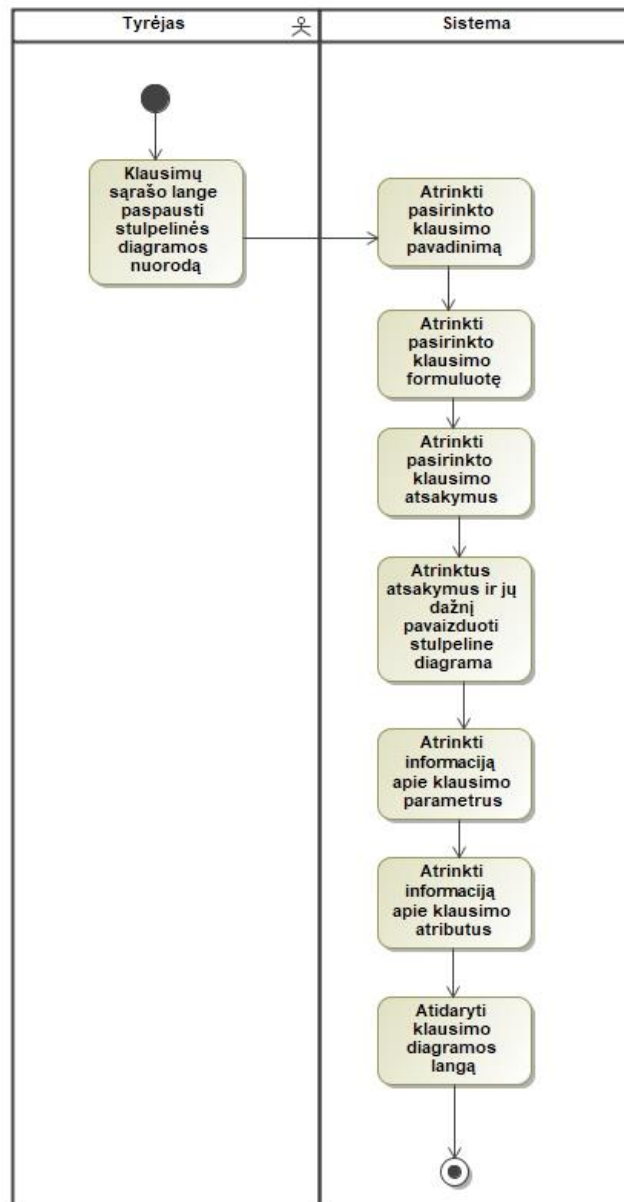 Tyrėjas
Sistema
Klausimų
sąrašo lange
paspausti
stulpelinės
diagramos
nuorodą
Atrinkti
pasirinkto
klausimo
pavadinimą
Atrinkti
pasirinkto
klausimo
formuluotę
Atrinkti
pasirinkto
klausimo
atsakymus
Atrinktus
atsakymus ir jų
dažnį
pavaizduoti
stulpeline
diagrama
Atrinkti
informaciją
apie klausimo
parametrus
Atrinkti
informaciją
apie klausimo
atributus
Atidaryti
klausimo
diagramos
langą